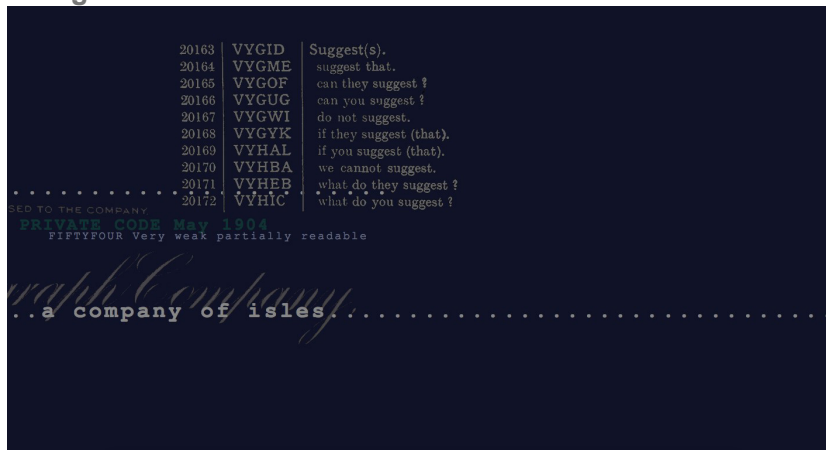 20163 VYGID Suggest(s).
20164 VYGME suggest that.
20165 VYGOF can they suggest ?
20166 VYGUG can you suggest ?
20167 VYGWI do not suggest.
20168 VYGYK if they suggest (that).
20169 VYHAL if you suggest (that).
20170 VYHBA we cannot suggest.
20171 VYHEB what do they suggest ?
20172 VYHIC what do you suggest ?
SED TO THE COMPANY
PRIVATE CODE May 1904
FIFTYFOUR Very weak partially readable
raph Company,
..a company of isles..............................